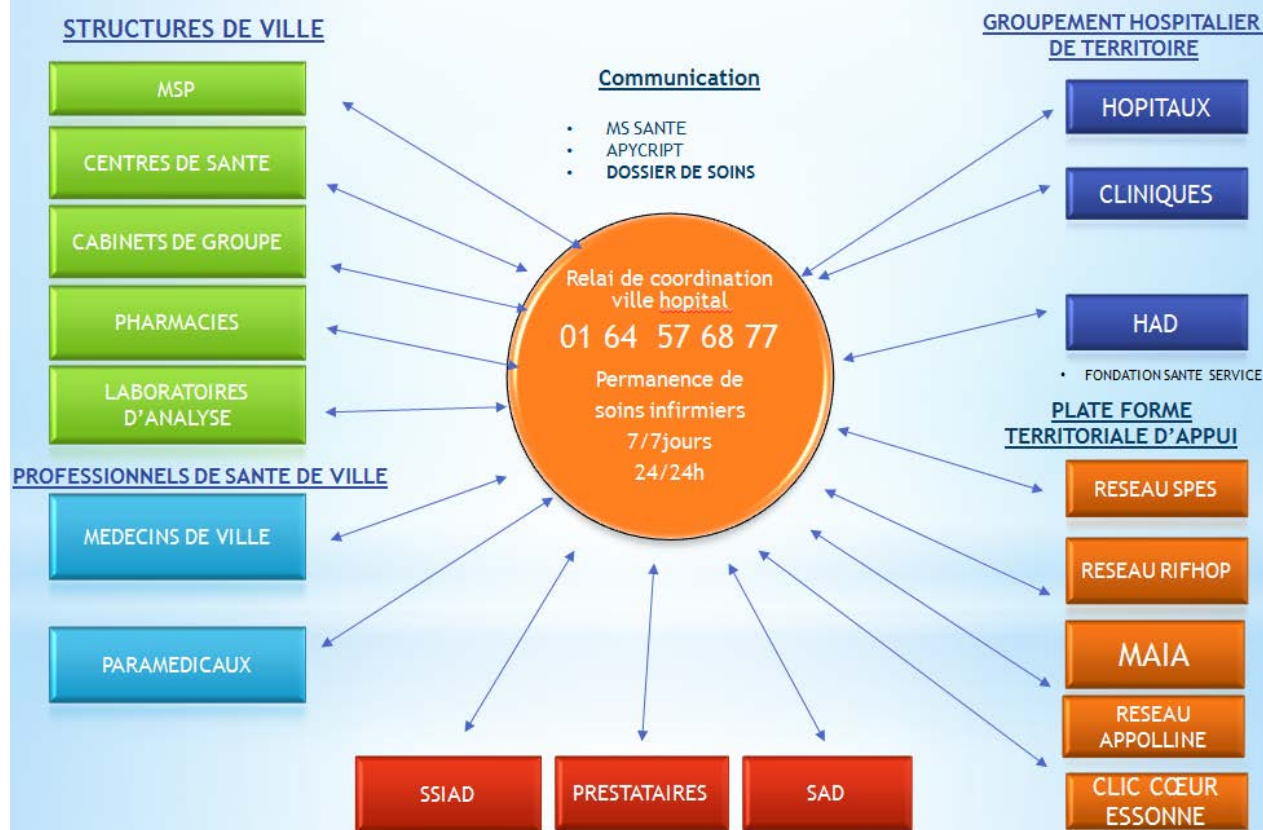 STRUCTURES DE VILLE
MSP
CENTRES DE SANTE
CABINETS DE GROUPE
PHARMACIES
LABORATOIRES
D'ANALYSE
PROFESSIONNELS DE SANTE DE VILLE
MEDECINS DE VILLE
PARAMEDICAUX
Communication
• MS SANTE
• APYCRIPT
• DOSSIER DE SOINS
Relai de coordination
ville hopital
01 64 57 68 77
Permanence de
soins infirmiers
7/7jours
24/24h
SSIAD
PRESTATAIRES
SAD
GROUPEMENT HOSPITALIER
DE TERRITOIRE
HOPITAUX
CLINIQUES
HAD
• FONDATION SANTE SERVICE
PLATE FORME
TERRITORIALE D'APPUI
RESEAU SPES
RESEAU RIFHOP
MAIA
RESEAU
APPOLLINE
CLIC CŒUR
ESSONNE